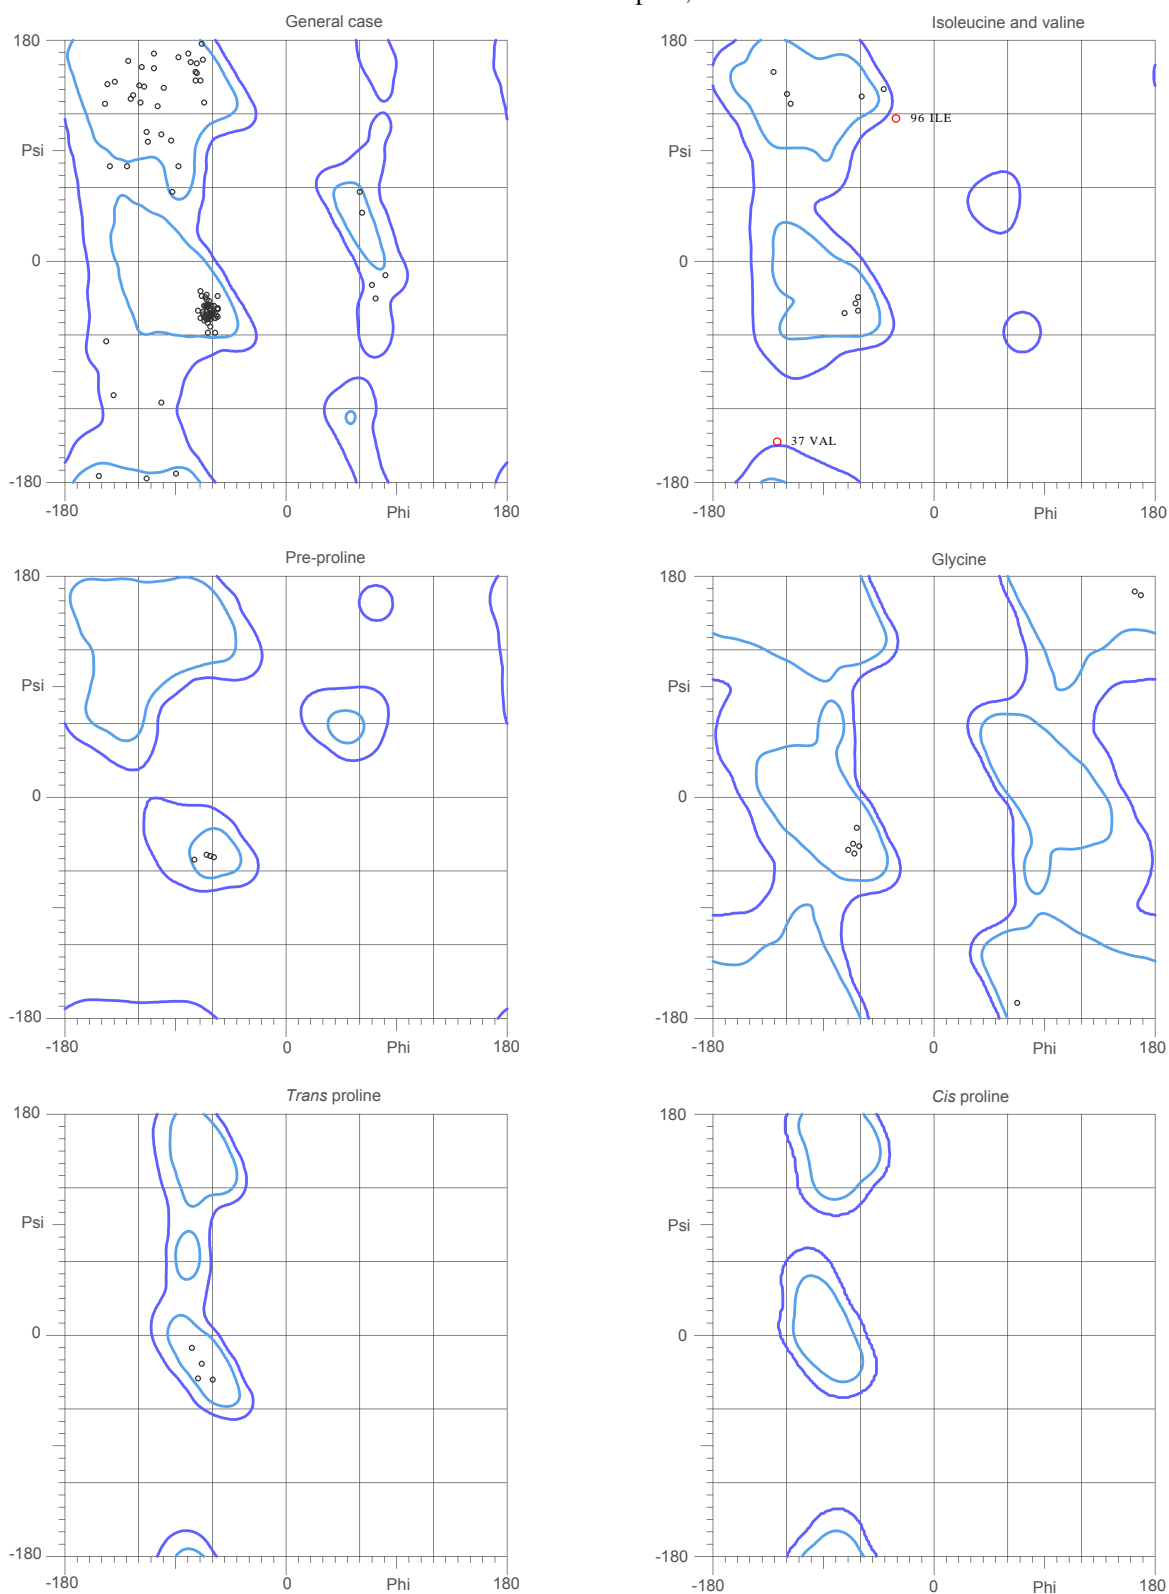 General case
Isoleucine and valine
180
Psi
0
-180
-180
0
Phi
180
180
Psi
0
-180
-180
0
Phi
180
96 ILE
37 VAL
Pre-proline
Glycine
180
Psi
0
-180
-180
0
Phi
180
180
Psi
0
-180
-180
0
Phi
180
Trans proline
Cis proline
180
Psi
0
-180
-180
0
Phi
180
180
Psi
0
-180
-180
0
Phi
180